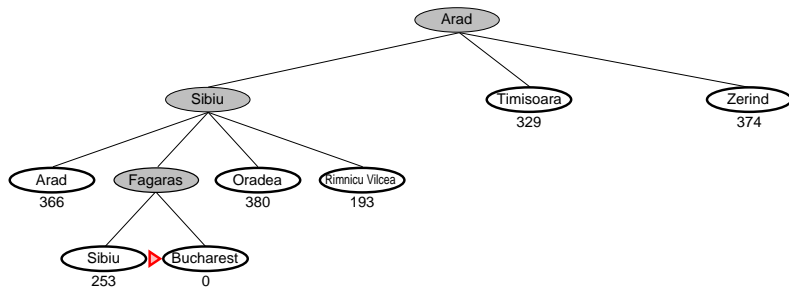 Arad
Sibiu
Timisoara
Zerind
329
374
Arad
Fagaras
Oradea
Rimnicu Vilcea
366
380
193
Sibiu
Bucharest
253
0